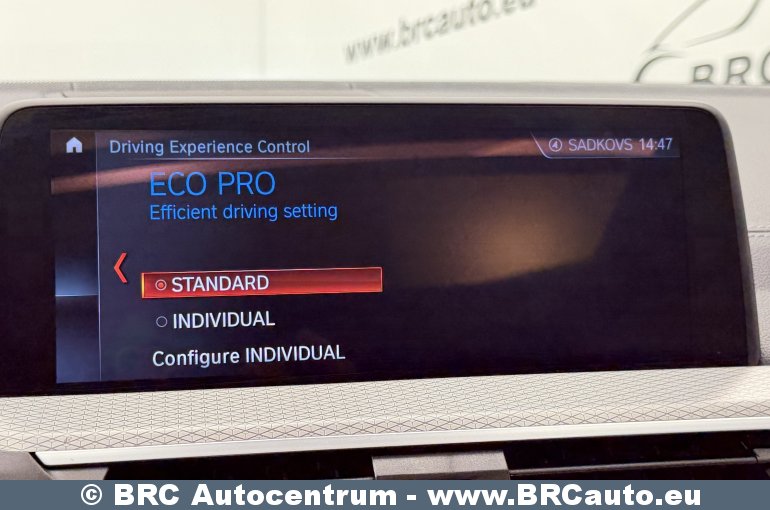 www.brcauto.eu
BRC
Driving Experience Control
SADKOVS 14:47
ECO PRO
Efficient driving setting
STANDARD
INDIVIDUAL
Configure INDIVIDUAL
© BRC Autocentrum - www.BRCauto.eu